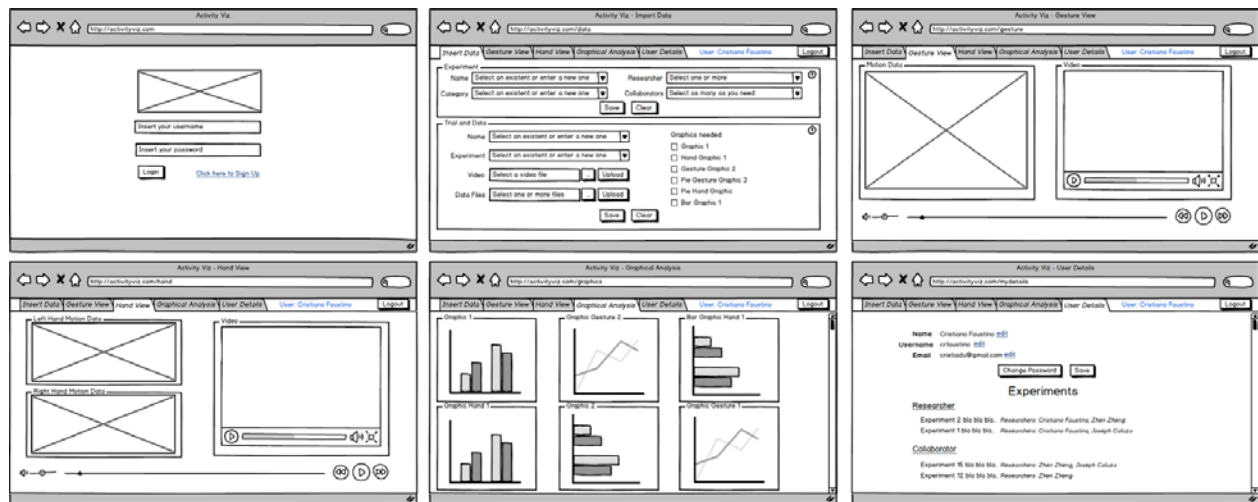 Activity Viz
http://activityviz.com
Insert your username
Insert your password
Login
Click here to Sign Up
Activity Viz - Import Data
http://activityviz.com/data
Insert Data Gesture View Hand View Graphical Analysis User Details User: Cristiano Faustino Logout
Experiment
Name Select an existent or enter a new one Researcher Select one or more
Category Select an existent or enter a new one Collaborators Select as many as you need
Save Clear
Trial and Data
Name Select an existent or enter a new one
Experiment Select an existent or enter a new one
Video Select a video file ... Upload
Data Files Select one or more files ... Upload
Graphics needed
Graphic 1
Hand Graphic 1
Gesture Graphic 2
Pie Gesture Graphic 3
Pie Hand Graphic
Bar Graphic 1
Save Clear
Activity Viz - Gesture View
http://activityviz.com/gesture
Insert Data Gesture View Hand View Graphical Analysis User Details User: Cristiano Faustino Logout
Motion Data
Video
Activity Viz - Hand View
http://activityviz.com/hand
Insert Data Gesture View Hand View Graphical Analysis User Details User: Cristiano Faustino Logout
Left Hand Motion Data
Right Hand Motion Data
Video
Activity Viz - Graphical Analysis
http://activityviz.com/graphics
Insert Data Gesture View Hand View Graphical Analysis User Details User: Cristiano Faustino Logout
Graphic 1
Graphic Gesture 2
Bar Graphic Hand 1
Graphic Hand 1
Graphic 2
Graphic Gesture 1
Activity Viz - User Details
http://activityviz.com/mydetails
Insert Data Gesture View Hand View Graphical Analysis User Details User: Cristiano Faustino Logout
Name Cristiano Faustino edit
Username crfaustino edit
Email cristiadu@gmail.com edit
Change Password Save
Experiments
Researcher
Experiment 2 bla bla bla. Researchers: Cristiano Faustino, Zhen Zheng
Experiment 1 bla bla bla. Researchers: Cristiano Faustino, Joseph
Collaborator
Experiment 15 bla bla bla. Researchers: Zhen Zheng, Joseph
Experiment 12 bla bla bla. Researchers: Zhen Zheng